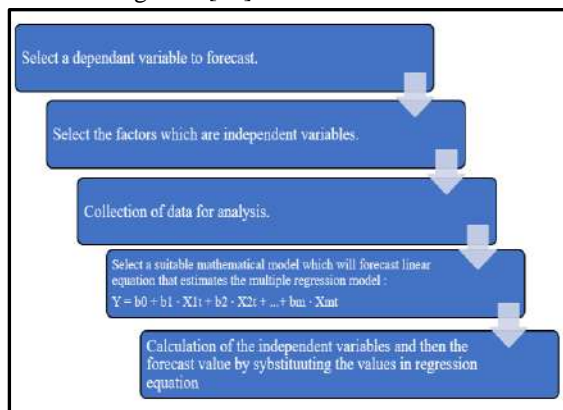 Select a dependant variable to forecast.
Select the factors which are independent variables.
Collection of data for analysis.
Select a suitable mathematical model which will forecast linear
equation that estimates the multiple regression model :
Y = b0 + b1 · X1t + b2 · X2t + ...+ bm · Xmt
Calculation of the independent variables and then the
forecast value by sybstituuting the values in regression
equation